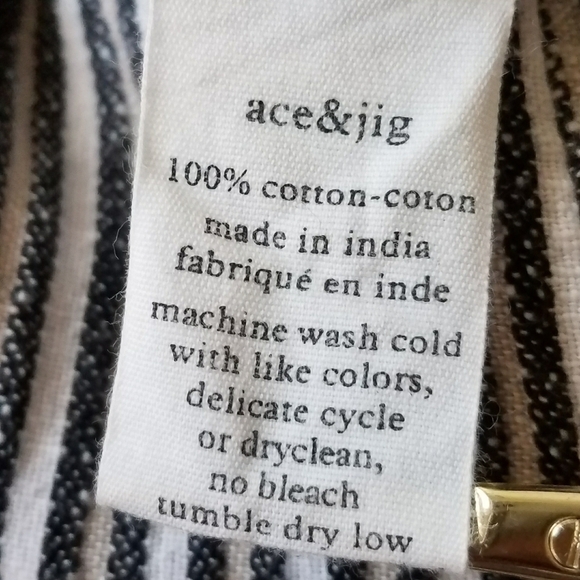 ace&jig
100% cotton-coton
made in india
fabriqué en inde
machine wash cold
with like colors,
delicate cycle
or dryclean,
no bleach
tumble dry low